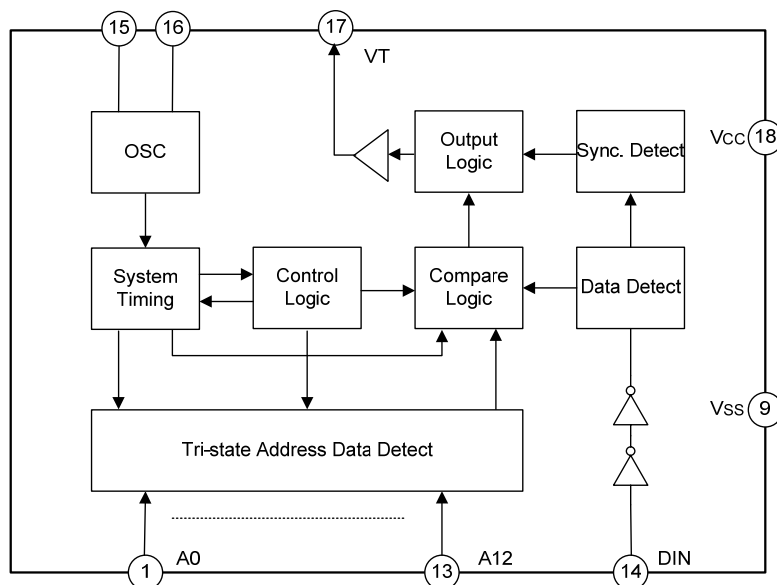 15
16
17
VT
VCC
18
OSC
Output
Logic
Sync. Detect
System
Timing
Control
Logic
Compare
Logic
Data Detect
VSS
9
Tri-state Address Data Detect
1
A0
13
A12
14
DIN